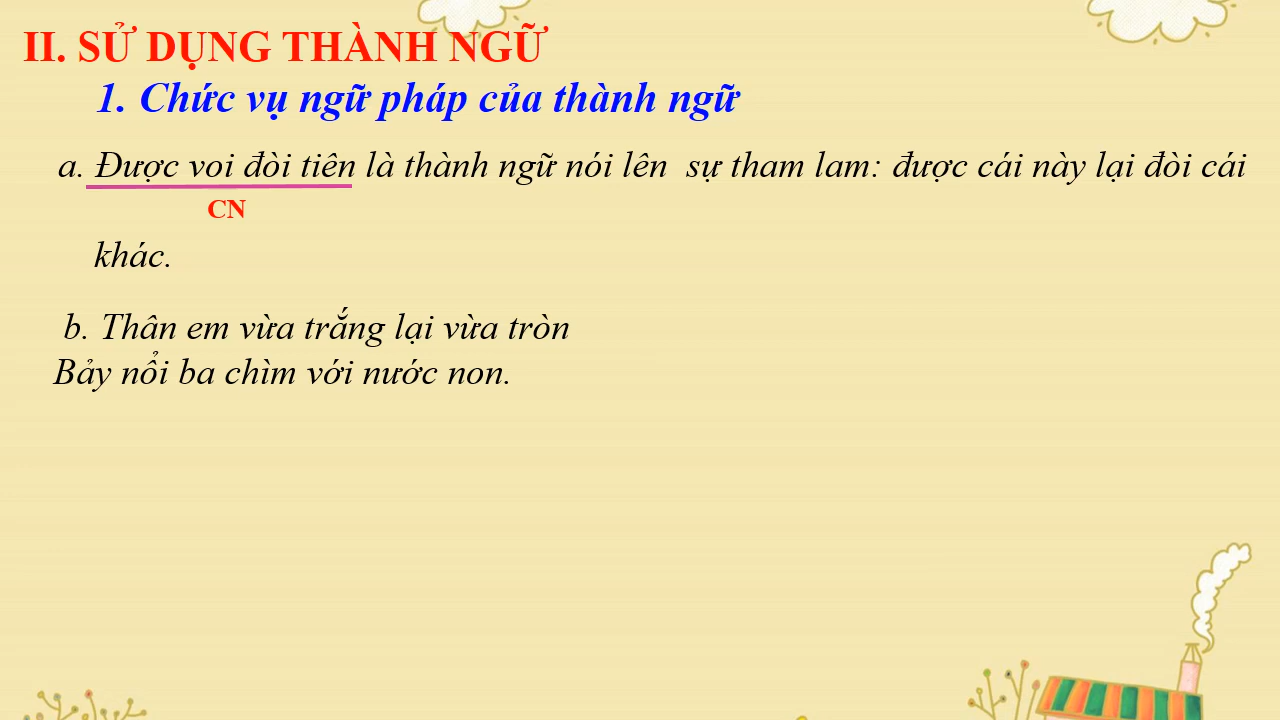 II. SỬ DỤNG THÀNH NGỮ
1. Chức vụ ngữ pháp của thành ngữ
a. Được voi đòi tiên là thành ngữ nói lên sự tham lam: được cái này lại đòi cái
CN
khác.
b. Thân em vừa trắng lại vừa tròn
Bảy nổi ba chìm với nước non.